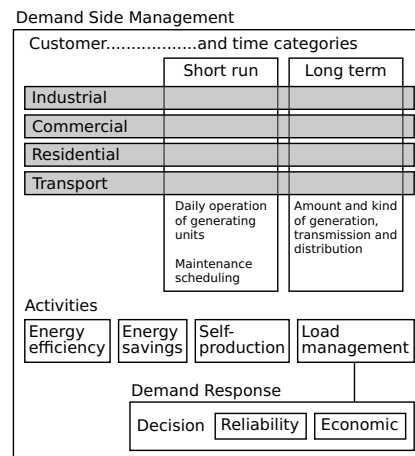 Demand Side Management
Customer..................and time categories
Short run
Long term
Industrial
Commercial
Residential
Transport
Daily operation
of generating
units
Maintenance
scheduling
Amount and kind
of generation,
transmission and
distribution
Activities
Energy
efficiency
Energy
savings
Self-
production
Load
management
Demand Response
Decision
Reliability
Economic